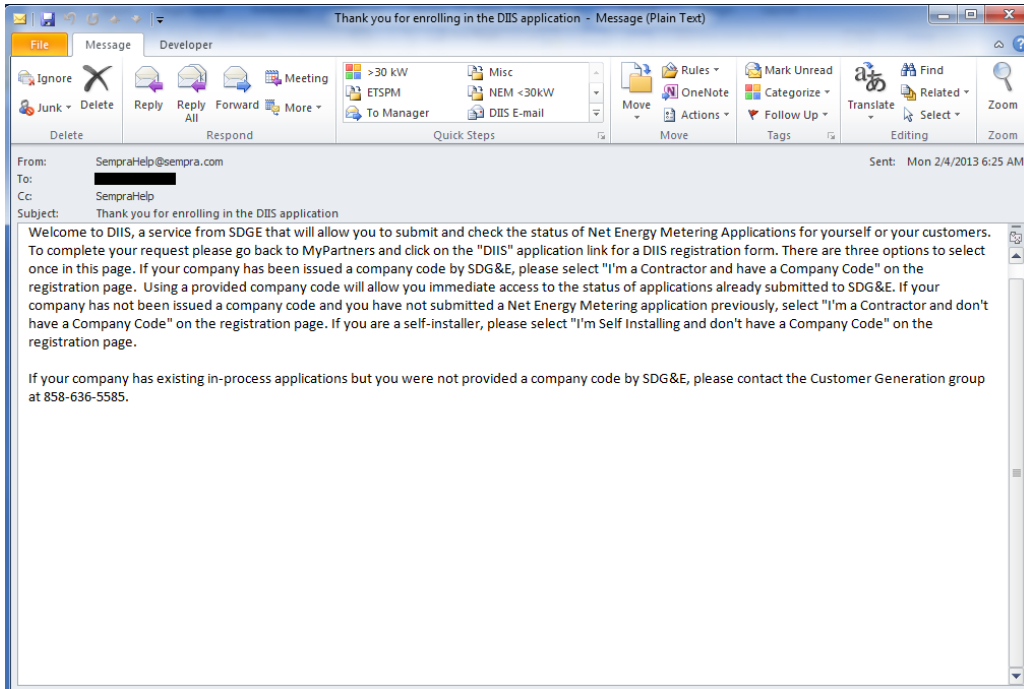 Thank you for enrolling in the DIIS application - Message (Plain Text)
File Message Developer
Ignore
Junk
Delete
Reply
Reply All
Forward
Meeting
More
>30 kW
ETSPM
To Manager
Misc
NEM <30kW
DIIS E-mail
Move
Rules
OneNote
Actions
Mark Unread
Categorize
Follow Up
Translate
Find
Related
Select
Zoom
Delete Respond Quick Steps Move Tags Editing Zoom
From: SempraHelp@sempra.com Sent: Mon 2/4/2013 6:25 AM
To:
Cc: SempraHelp
Subject: Thank you for enrolling in the DIIS application
Welcome to DIIS, a service from SDGE that will allow you to submit and check the status of Net Energy Metering Applications for yourself or your customers.
To complete your request please go back to MyPartners and click on the "DIIS" application link for a DIIS registration form. There are three options to select
once in this page. If your company has been issued a company code by SDG&E, please select "I'm a Contractor and have a Company Code" on the
registration page.  Using a provided company code will allow you immediate access to the status of applications already submitted to SDG&E. If your
company has not been issued a company code and you have not submitted a Net Energy Metering application previously, select "I'm a Contractor and don't
have a Company Code" on the registration page. If you are a self-installer, please select "I'm Self Installing and don't have a Company Code" on the
registration page.
If your company has existing in-process applications but you were not provided a company code by SDG&E, please contact the Customer Generation group
at 858-636-5585.